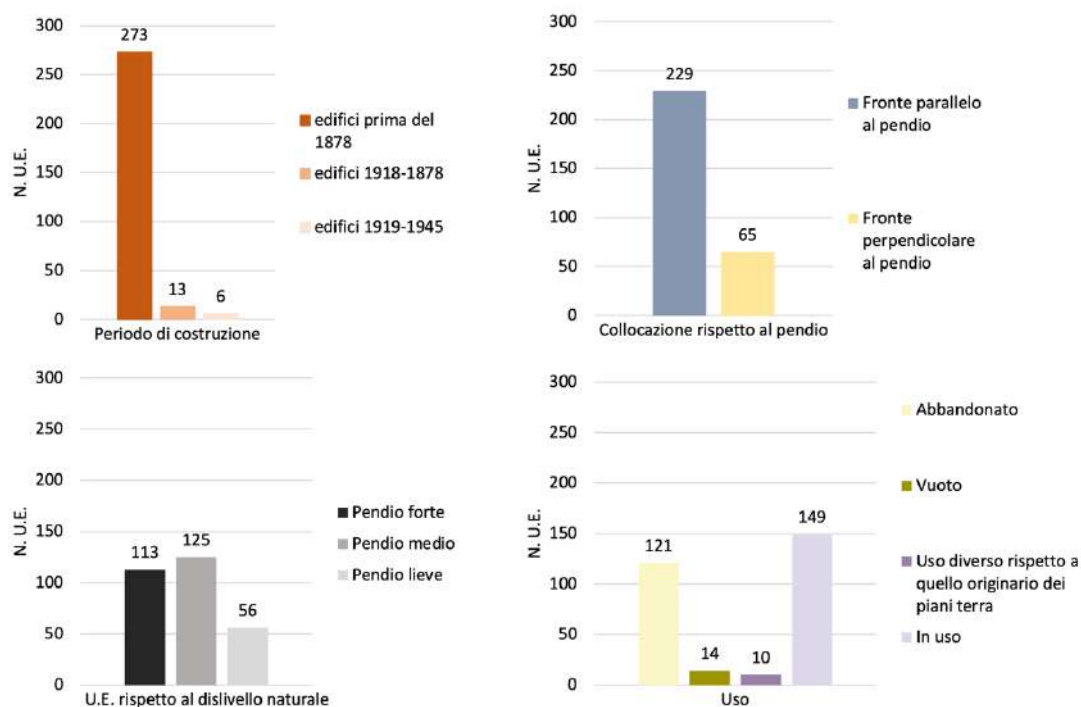 300
273
250
200
150
100
50
0
N. U.E.
13
6
Periodo di costruzione
edifici prima del
1878
edifici 1918-1878
edifici 1919-1945
300
250
200
150
100
50
0
N. U.E.
229
65
Collocazione rispetto al pendio
Fronte parallelo
al pendio
Fronte
perpendicolare
al pendio
300
250
200
150
100
50
0
N. U.E.
113
125
56
U.E. rispetto al dislivello naturale
Pendio forte
Pendio medio
Pendio lieve
300
250
200
150
100
50
0
N. U.E.
121
14
10
149
Uso
Abbandonato
Vuoto
Uso diverso rispetto a
quello originario dei
piani terra
In uso